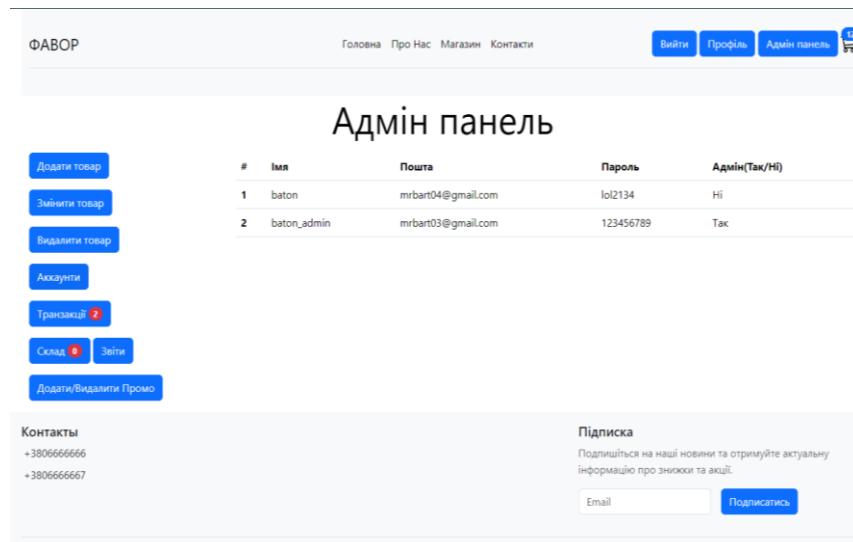 ФАВОР
Головна Про Нас Магазин Контакти
Вийти Профіль Адмін панель
Адмін панель
Додати товар
Змінити товар
Видалити товар
Аккаунти
Транзакції 2
Склад 0 Звіти
Додати/Видалити Промо
# Імя Пошта Пароль Адмін(Так/Ні)
1 baton mrbart04@gmail.com lol2134 Ні
2 baton_admin mrbart03@gmail.com 123456789 Так
Контакты
+3806666666
+3806666667
Підписка
Подпишіться на наші новини та отримуйте актуальну
інформацію про знижки та акції.
Email Подписатись